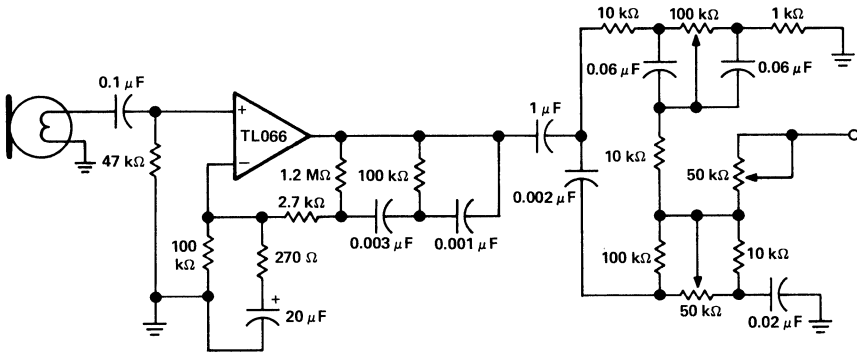 10 kΩ
100 kΩ
1 kΩ
0.06 μF
0.06 μF
0.1 μF
+
TL066
−
1 μF
47 kΩ
1.2 MΩ
100 kΩ
10 kΩ
50 kΩ
0.002 μF
2.7 kΩ
0.003 μF
0.001 μF
100
kΩ
270 Ω
100 kΩ
10 kΩ
+
20 μF
50 kΩ
0.02 μF